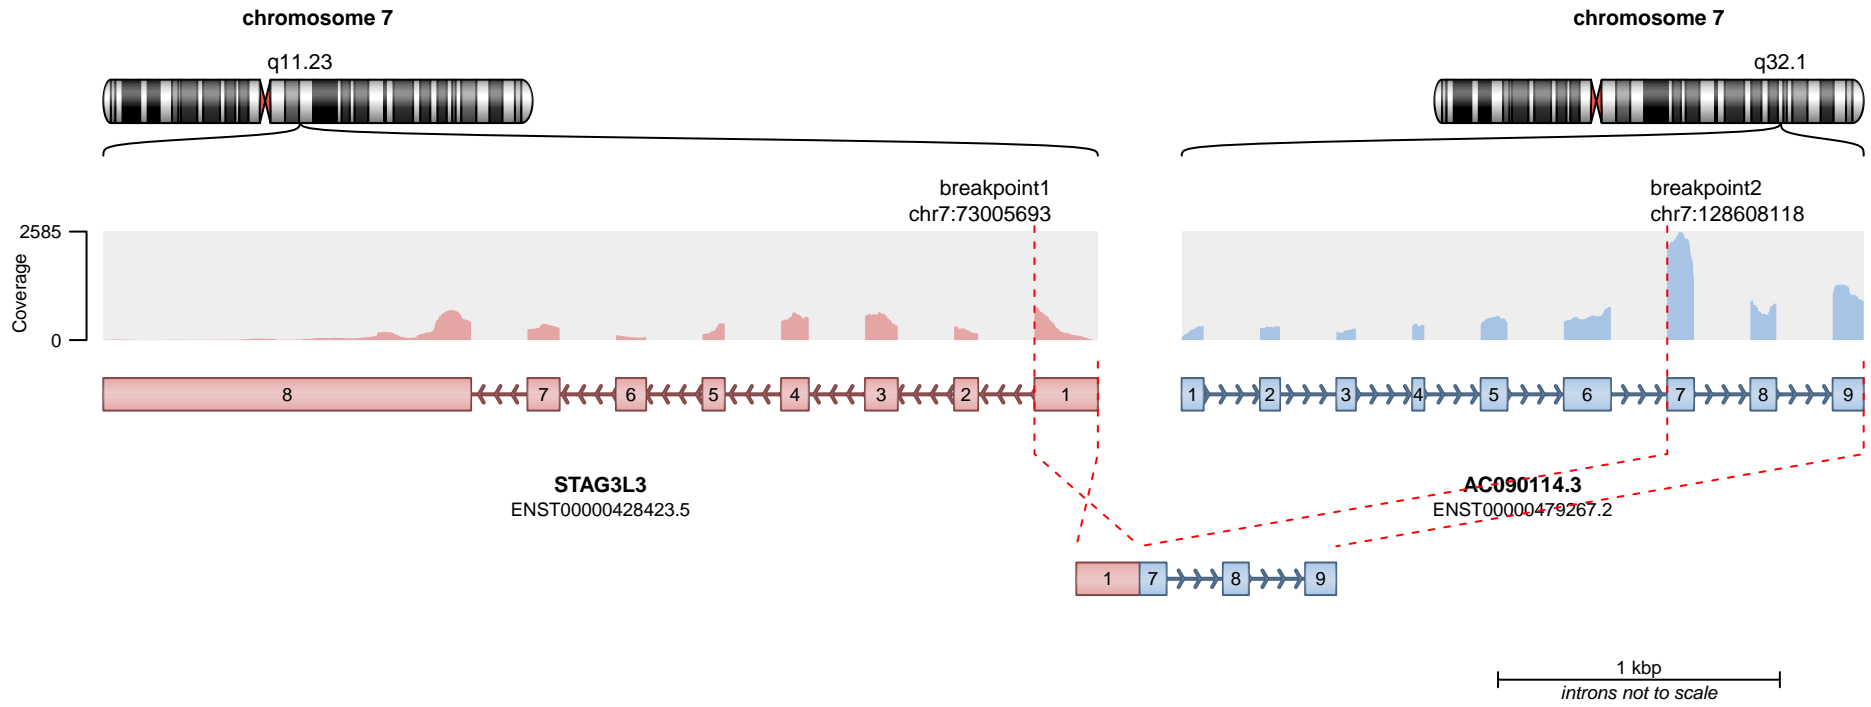 chromosome 7
chromosome 7
q11.23
q32.1
breakpoint1
chr7:73005693
breakpoint2
chr7:128608118
2585
Coverage
0
8 7 6 5 4 3 2 1
1 2 3 4 5 6 7 8 9
STAG3L3
ENST00000428423.5
AC090114.3
ENST00000479267.2
1 7 8 9
1 kbp
introns not to scale